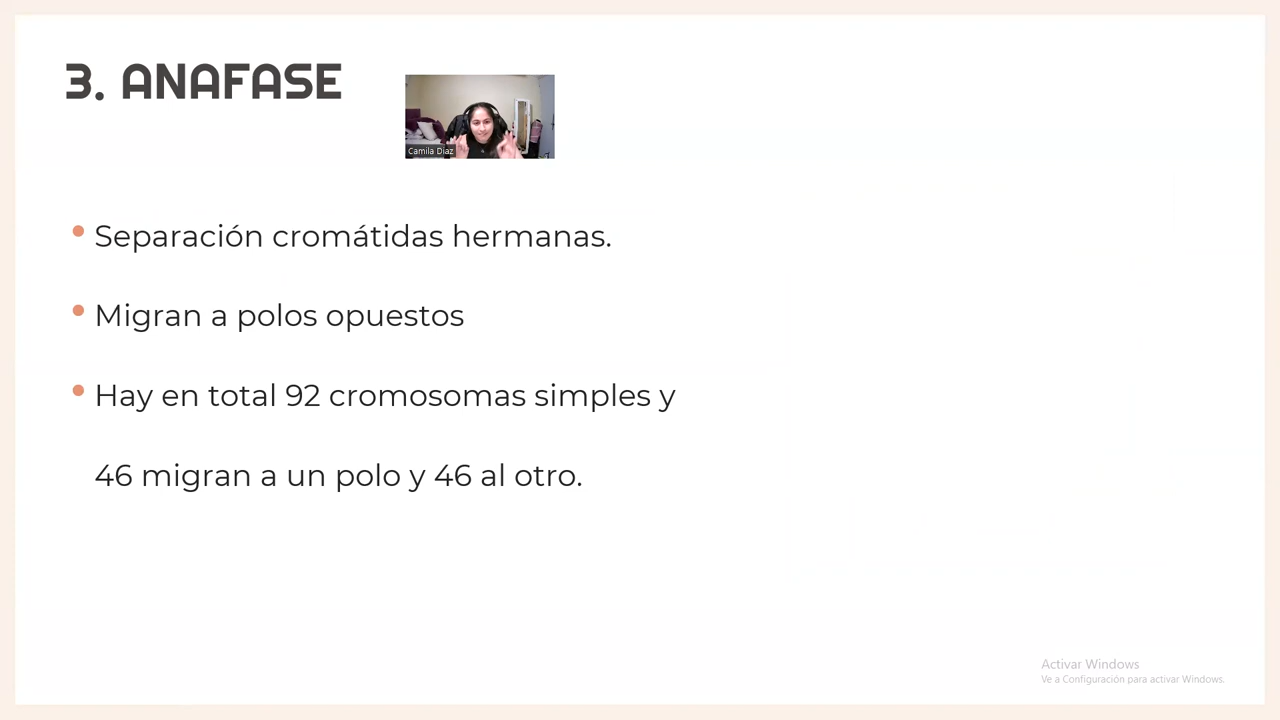 3. ANAFASE
Camila Diaz
Separación cromátidas hermanas.
Migran a polos opuestos
Hay en total 92 cromosomas simples y
46 migran a un polo y 46 al otro.
Activar Windows
Ve a Configuración para activar Windows.